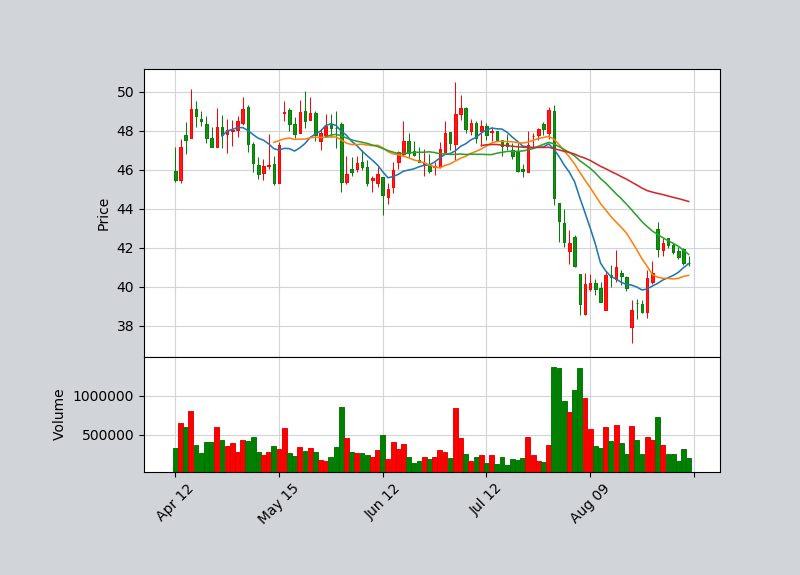 50
48
46
44
42
40
38
Price
1000000
500000
Volume
Apr 12
May 15
Jun 12
Jul 12
Aug 09